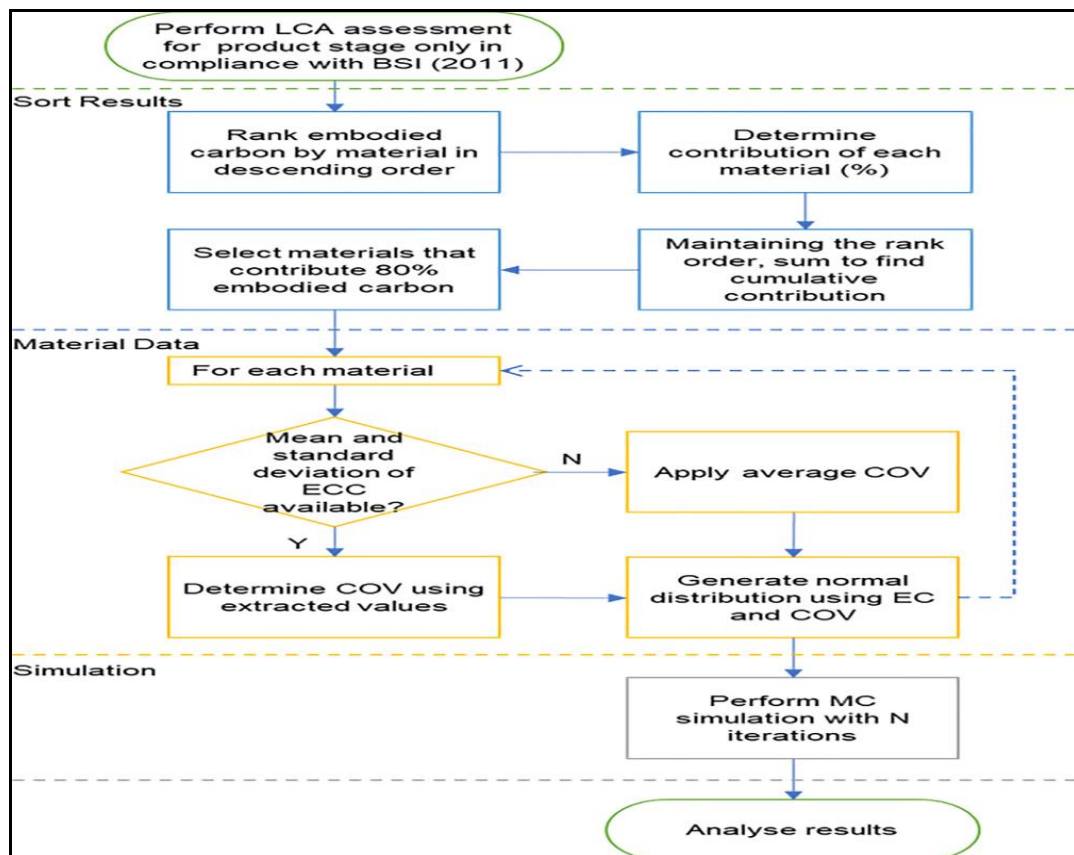 Perform LCA assessment
for product stage only in
compliance with BSI (2011)
Sort Results
Rank embodied
carbon by material in
descending order
Determine
contribution of each
material (%)
Select materials that
contribute 80%
embodied carbon
Maintaining the rank
order, sum to find
cumulative
contribution
Material Data
For each material
Mean and
standard
deviation of
ECC
available?
N
Apply average COV
Y
Determine COV using
extracted values
Generate normal
distribution using EC
and COV
Simulation
Perform MC
simulation with N
iterations
Analyse results